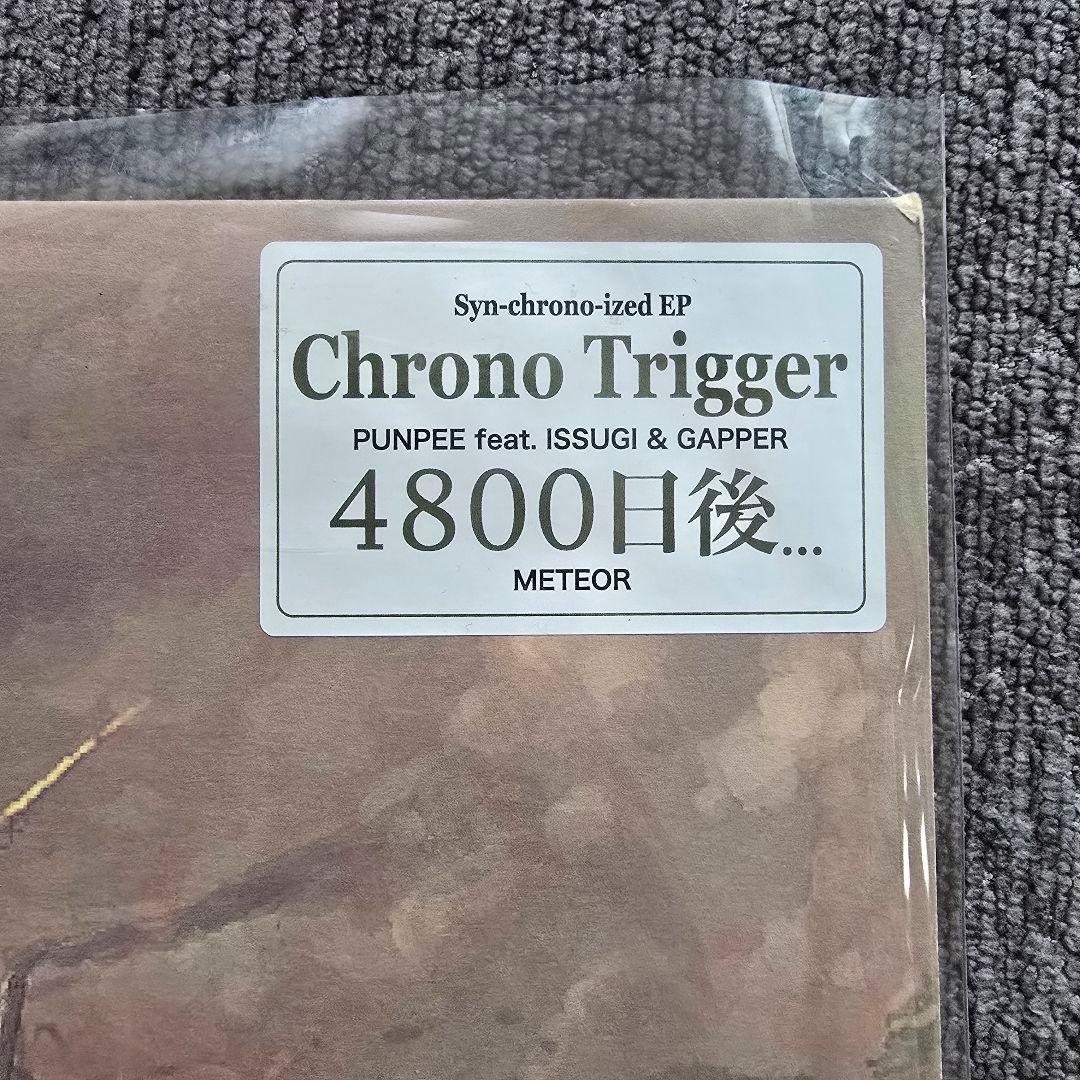 Syn-chrono-ized EP
Chrono Trigger
PUNPEE feat. ISSUGI & GAPPER
4800日後...
METEOR